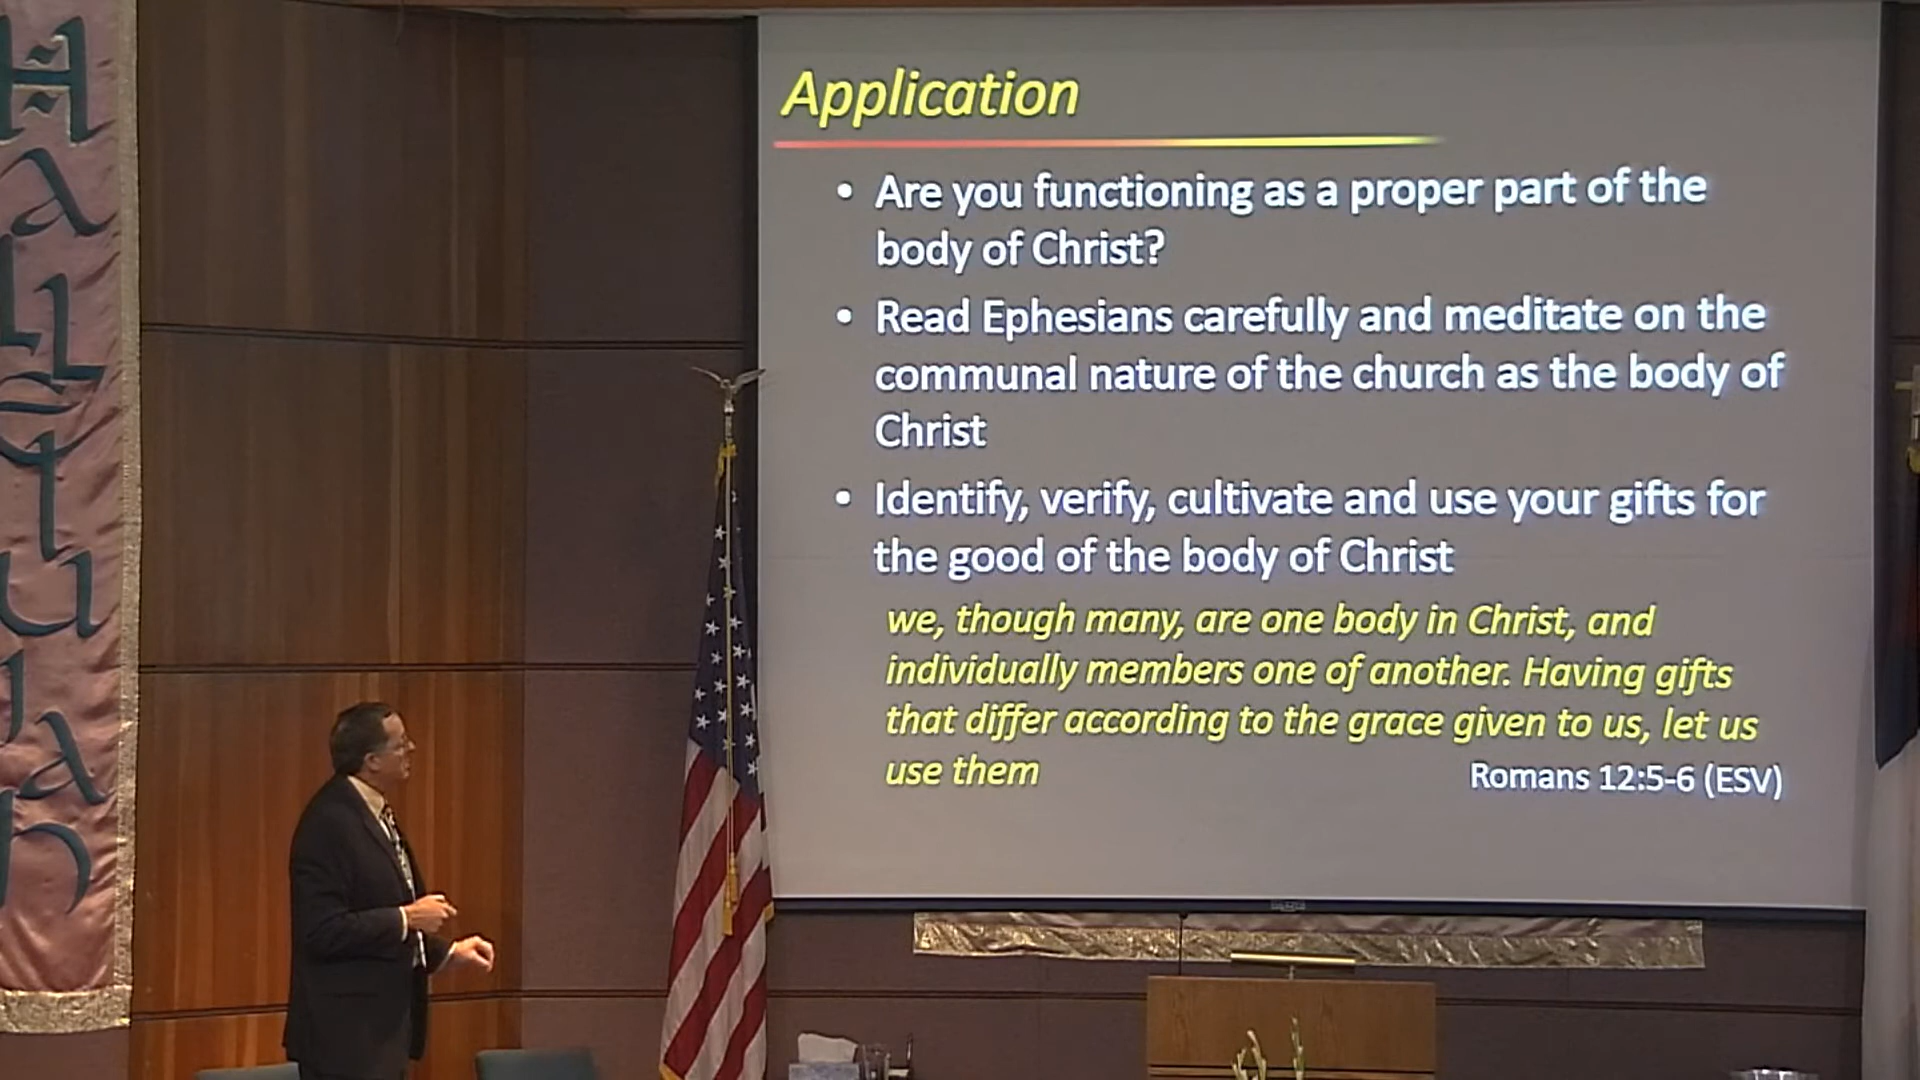 Hallelujah
Application
• Are you functioning as a proper part of the
body of Christ?
• Read Ephesians carefully and meditate on the
communal nature of the church as the body of
Christ
• Identify, verify, cultivate and use your gifts for
the good of the body of Christ
we, though many, are one body in Christ, and
individually members one of another. Having gifts
that differ according to the grace given to us, let us
use them
Romans 12:5-6 (ESV)